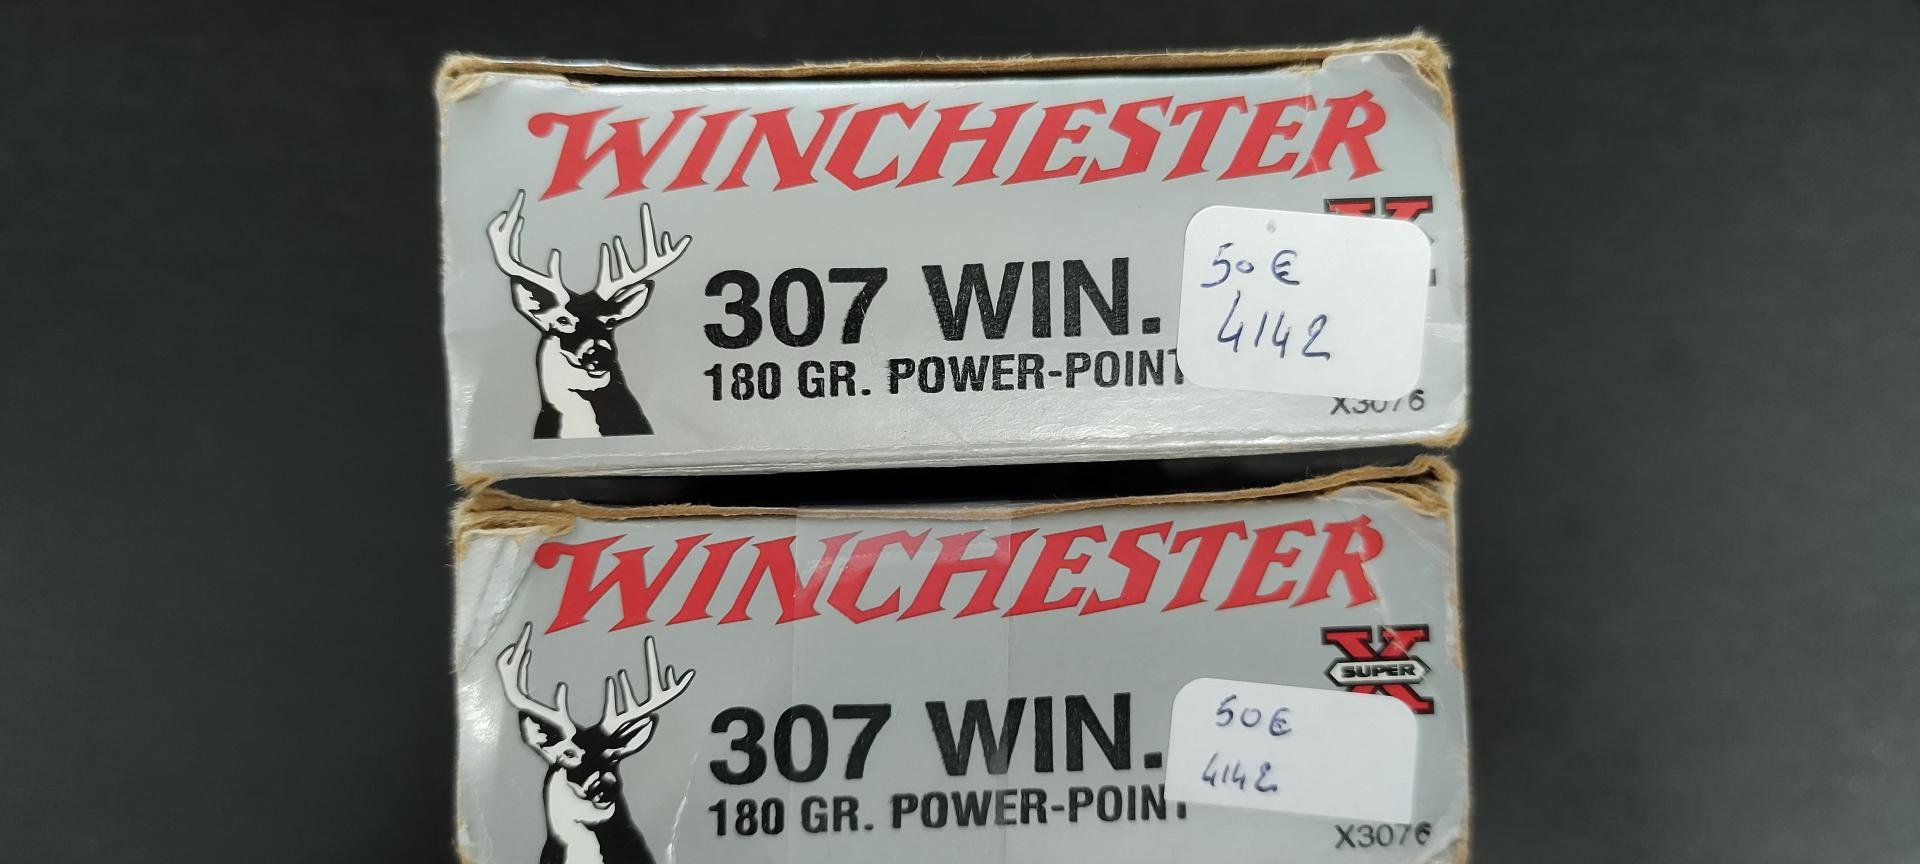 WINCHESTER
X
307 WIN.
50€
4142
180 GR. POWER-POINT
X3076
WINCHESTER
X
SUPER
307 WIN.
50€
4142
180 GR. POWER-POINT
X3076